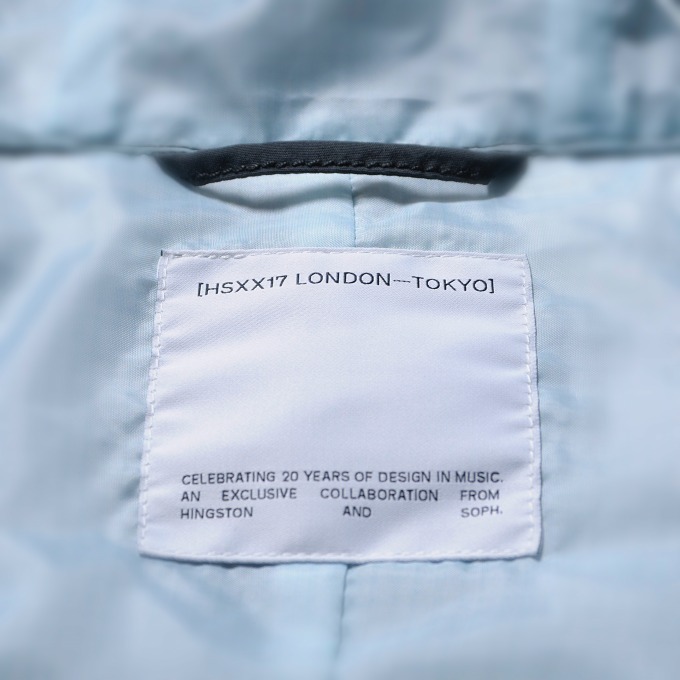 [HSXX17 LONDON—TOKYO]
CELEBRATING 20 YEARS OF DESIGN IN MUSIC.
AN EXCLUSIVE COLLABORATION FROM
HINGSTON AND SOPH.